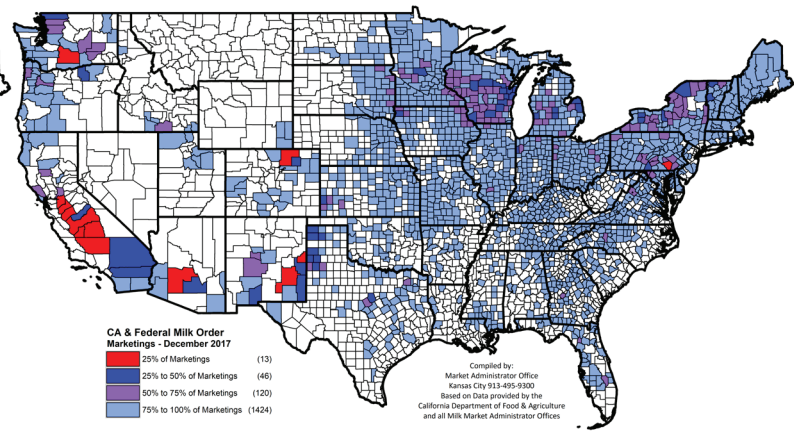 CA & Federal Milk Order
Marketings - December 2017
25% of Marketings (13)
25% to 50% of Marketings (46)
50% to 75% of Marketings (120)
75% to 100% of Marketings (1424)
Compiled by:
Market Administrator Office
Kansas City 913-495-9300
Based on Data provided by the
California Department of Food & Agriculture
and all Milk Market Administrator Offices